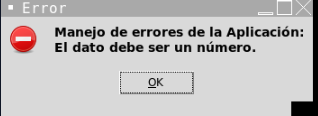 Error
Manejo de errores de la Aplicación:
El dato debe ser un número.
OK